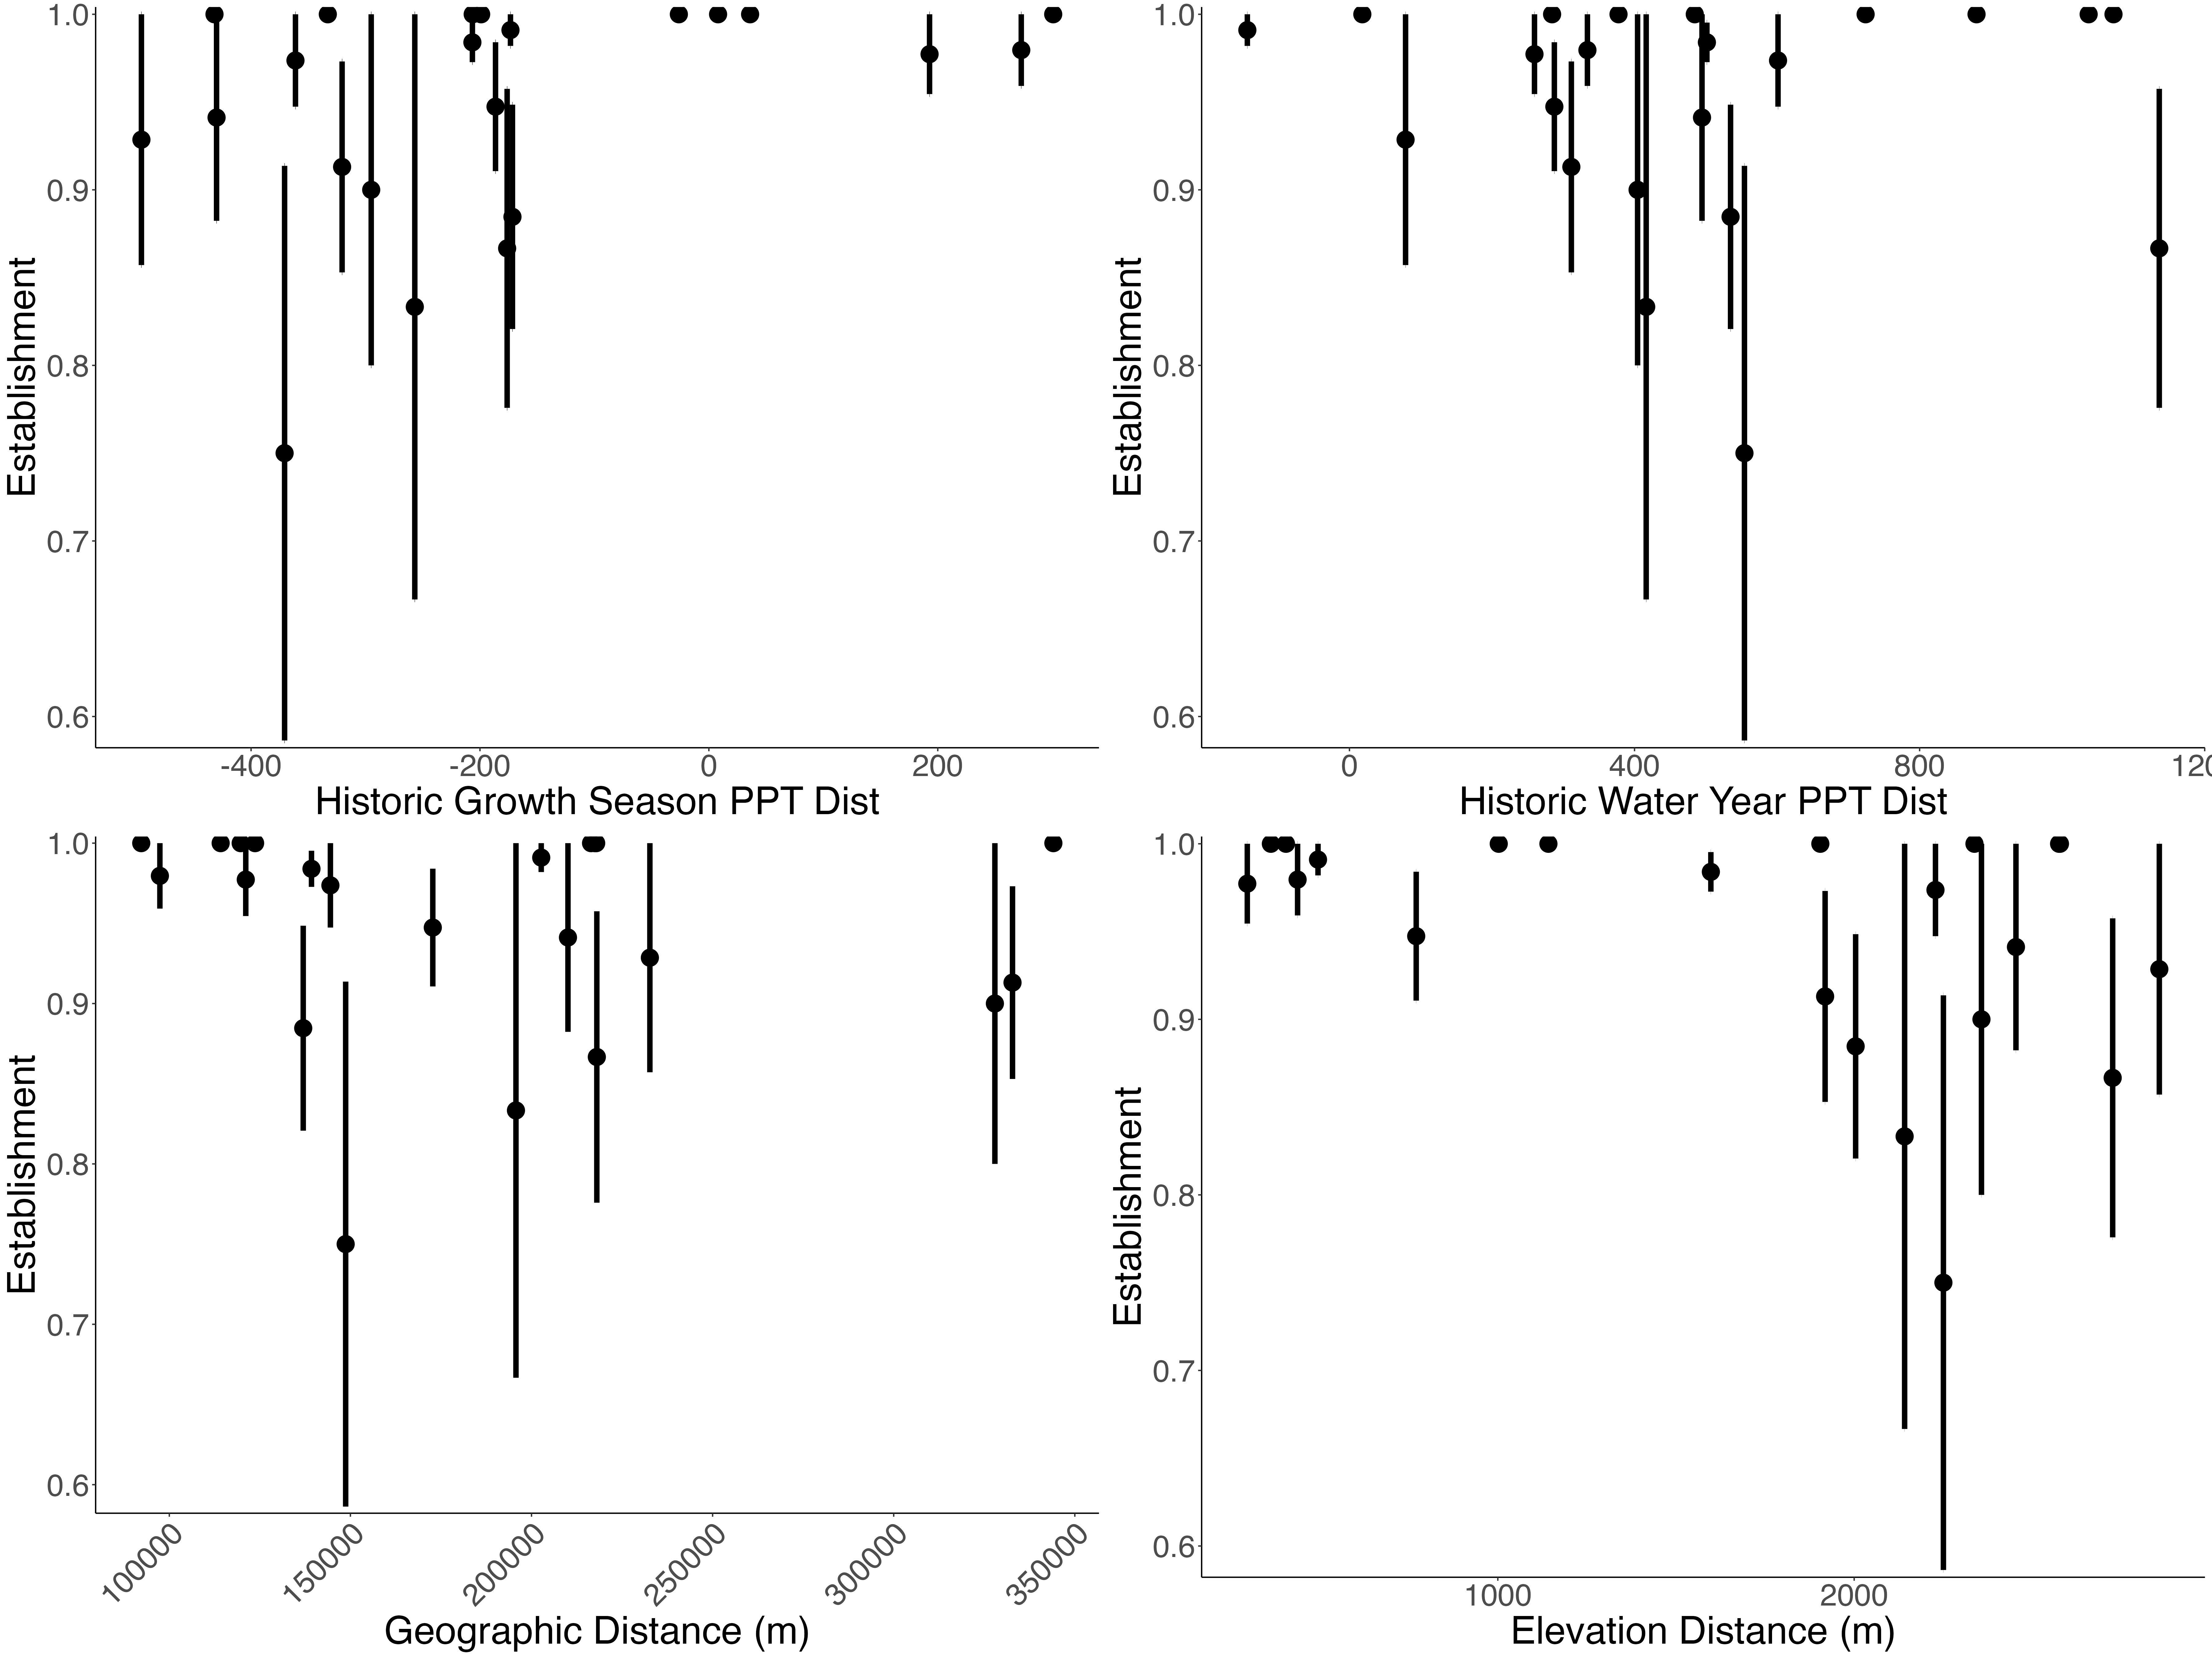 1.0
0.9
0.8
0.7
0.6
Establishment
-400 -200 0 200
Historic Growth Season PPT Dist
1.0
0.9
0.8
0.7
0.6
Establishment
0 400 800 120
Historic Water Year PPT Dist
1.0
0.9
0.8
0.7
0.6
Establishment
100000 150000 200000 250000 300000 350000
Geographic Distance (m)
1.0
0.9
0.8
0.7
0.6
Establishment
1000 2000
Elevation Distance (m)